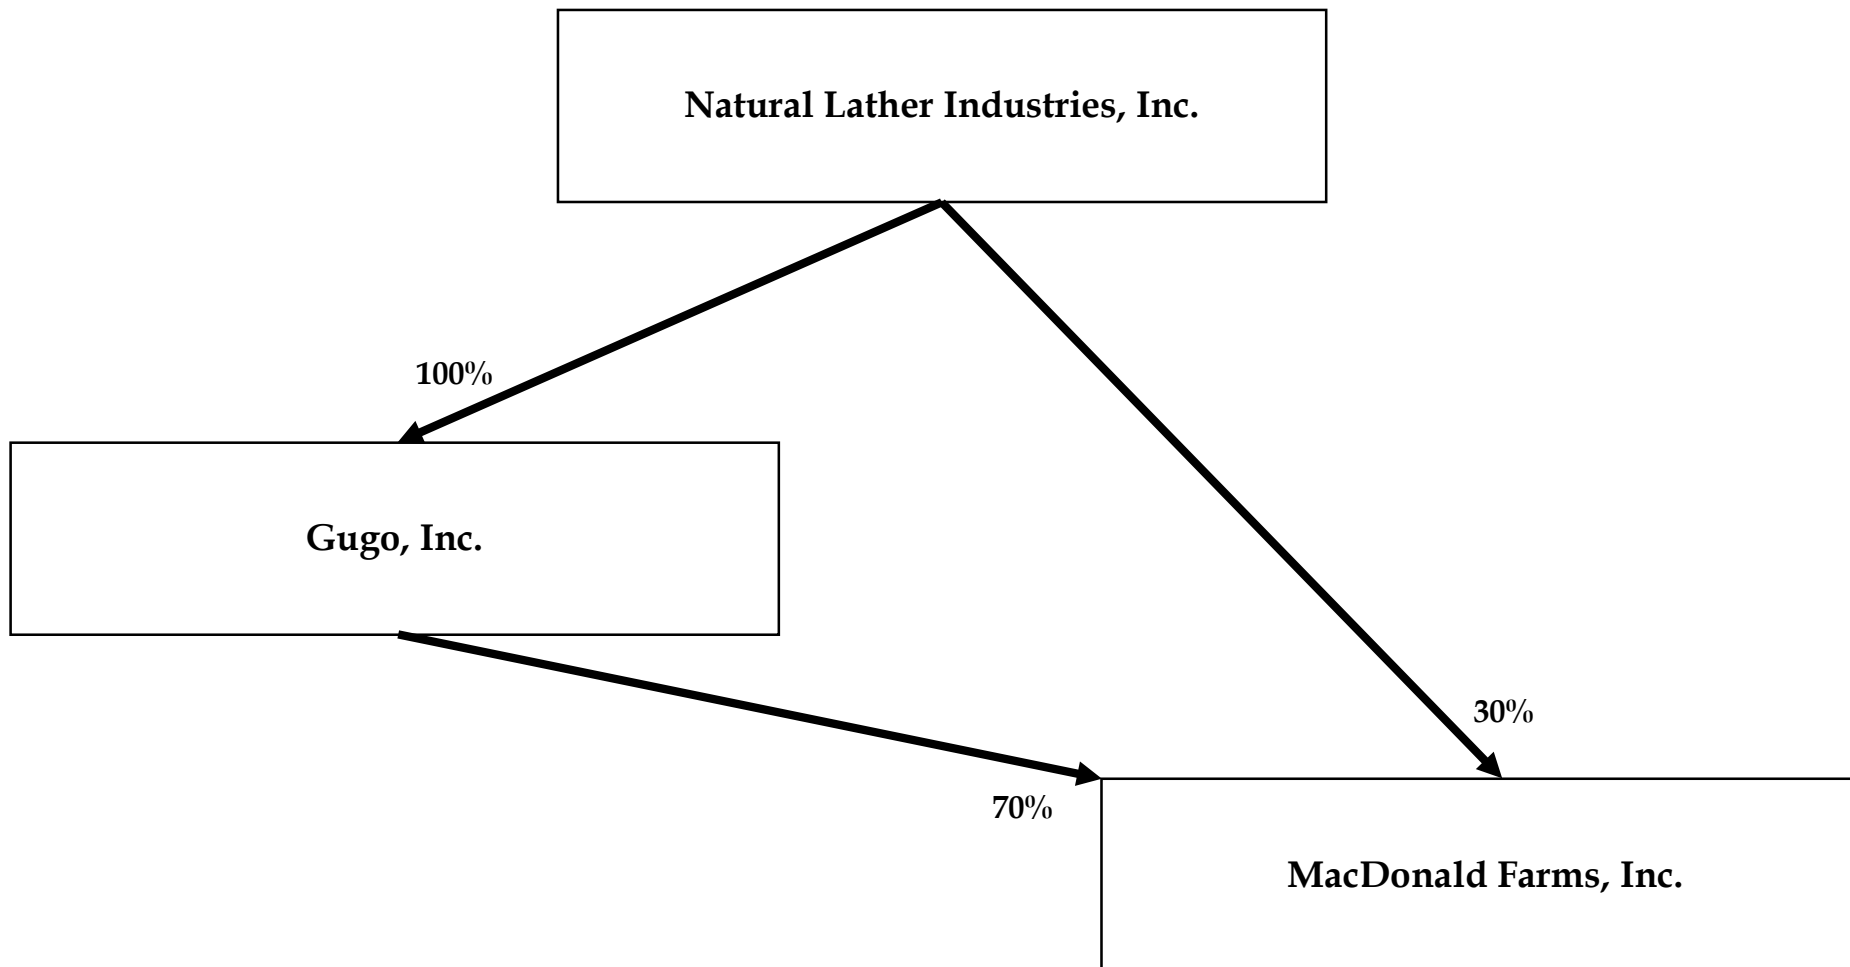 Natural Lather Industries, Inc.
100%
Gugo, Inc.
30%
70%
MacDonald Farms, Inc.